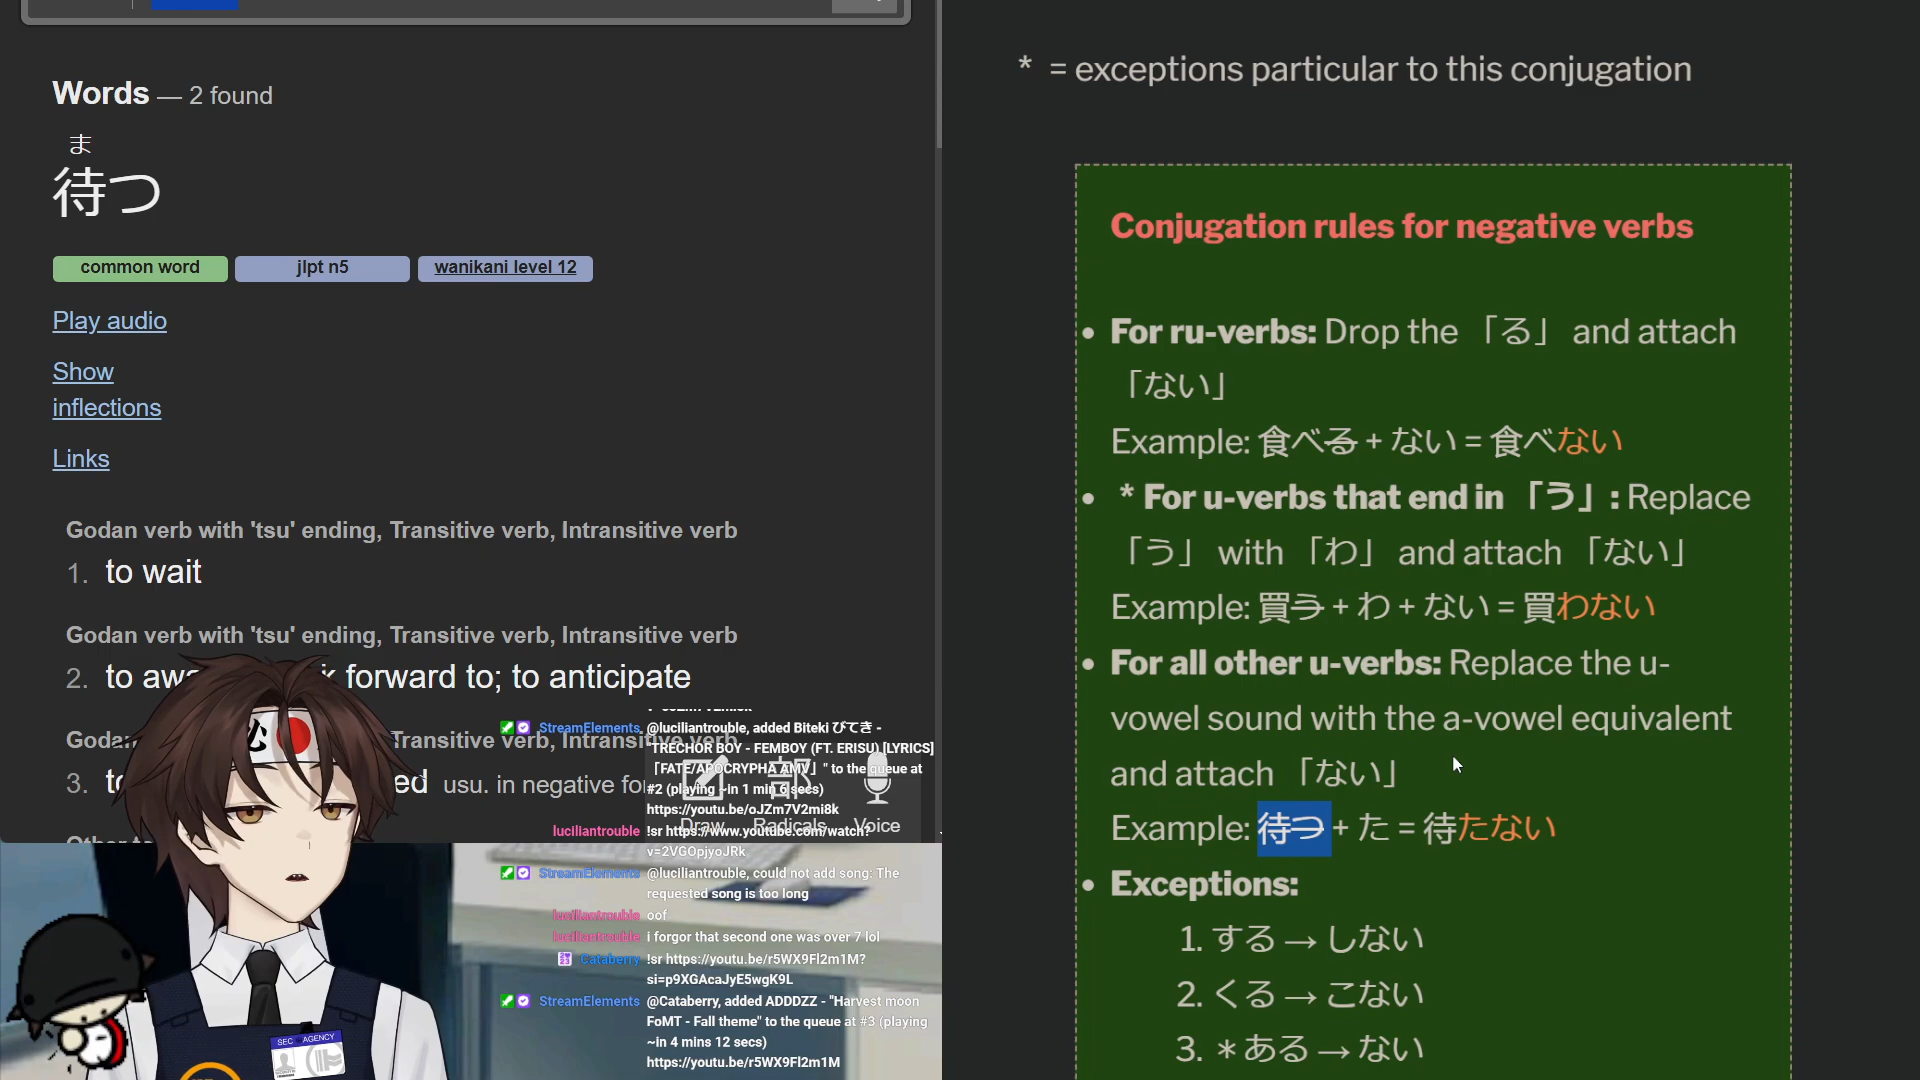 Words — 2 found
ま
待つ
common word
jlpt n5
wanikani level 12
Play audio
Show
inflections
Links
Godan verb with 'tsu' ending, Transitive verb, Intransitive verb
1. to wait
Godan verb with 'tsu' ending, Transitive verb, Intransitive verb
2. to forward to; to anticipate
Transitive verb, Intransitive verb
3. usu. in negative
Draw
Radicals
Voice
StreamElements @luciliantrouble, added Biteki びてき -
"TRECHOR BOY - FEMBOY (FT. ERISU) [LYRICS]
「FATE/APOCRYPHA AMV」" to the queue at
#2 (playing ~in 1 min 6 secs)
https://youtu.be/oJZm7V2mi8k
luciliantrouble !sr https://www.youtube.com/watch?
v=2VGOpjyoJRk
StreamElements @luciliantrouble, could not add song: The
requested song is too long
luciliantrouble oof
luciliantrouble i forgor that second one was over 7 lol
Cataberry !sr https://youtu.be/r5WX9Fl2m1M?
si=p9XGAcaJyE5wgK9L
StreamElements @Cataberry, added ADDDZZ - "Harvest moon
FoMT - Fall theme" to the queue at #3 (playing
~in 4 mins 12 secs)
https://youtu.be/r5WX9Fl2m1M
SEC AGENCY
* = exceptions particular to this conjugation
Conjugation rules for negative verbs
• For ru-verbs: Drop the 「る」 and attach
「ない」
Example: 食べる + ない = 食べない
• * For u-verbs that end in 「う」: Replace
「う」 with 「わ」 and attach 「ない」
Example: 買う + わ + ない = 買わない
• For all other u-verbs: Replace the u-
vowel sound with the a-vowel equivalent
and attach 「ない」
Example: 待つ + た = 待たない
• Exceptions:
1. する → しない
2. くる → こない
3. *ある → ない